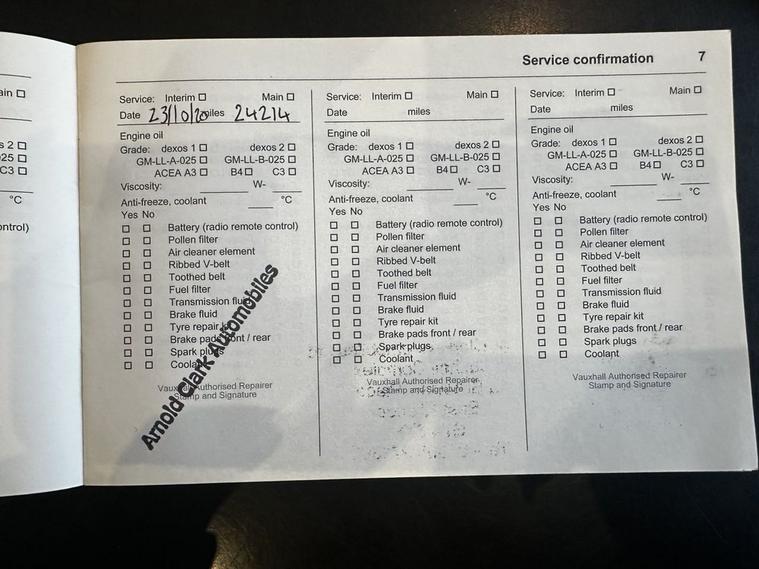 Service confirmation 7
ain
s 2
25
C3
°C
ontrol)
Service: Interim Main
Date 23/10/20 miles 24214
Engine oil
Grade: dexos 1 dexos 2
GM-LL-A-025 GM-LL-B-025
ACEA A3 B4 C3
Viscosity: W-
Anti-freeze, coolant °C
Yes No
Battery (radio remote control)
Pollen filter
Air cleaner element
Ribbed V-belt
Toothed belt
Fuel filter
Transmission fluid
Brake fluid
Tyre repair kit
Brake pads front / rear
Spark plugs
Coolant
Vauxhall Authorised Repairer
Stamp and Signature
Arnold Clark Automobiles
Service: Interim Main
Date miles
Engine oil
Grade: dexos 1 dexos 2
GM-LL-A-025 GM-LL-B-025
ACEA A3 B4 C3
Viscosity: W-
Anti-freeze, coolant °C
Yes No
Battery (radio remote control)
Pollen filter
Air cleaner element
Ribbed V-belt
Toothed belt
Fuel filter
Transmission fluid
Brake fluid
Tyre repair kit
Brake pads front / rear
Spark plugs
Coolant
Vauxhall Authorised Repairer
Stamp and Signature
Service: Interim Main
Date miles
Engine oil
Grade: dexos 1 dexos 2
GM-LL-A-025 GM-LL-B-025
ACEA A3 B4 C3
Viscosity: W-
Anti-freeze, coolant °C
Yes No
Battery (radio remote control)
Pollen filter
Air cleaner element
Ribbed V-belt
Toothed belt
Fuel filter
Transmission fluid
Brake fluid
Tyre repair kit
Brake pads front / rear
Spark plugs
Coolant
Vauxhall Authorised Repairer
Stamp and Signature